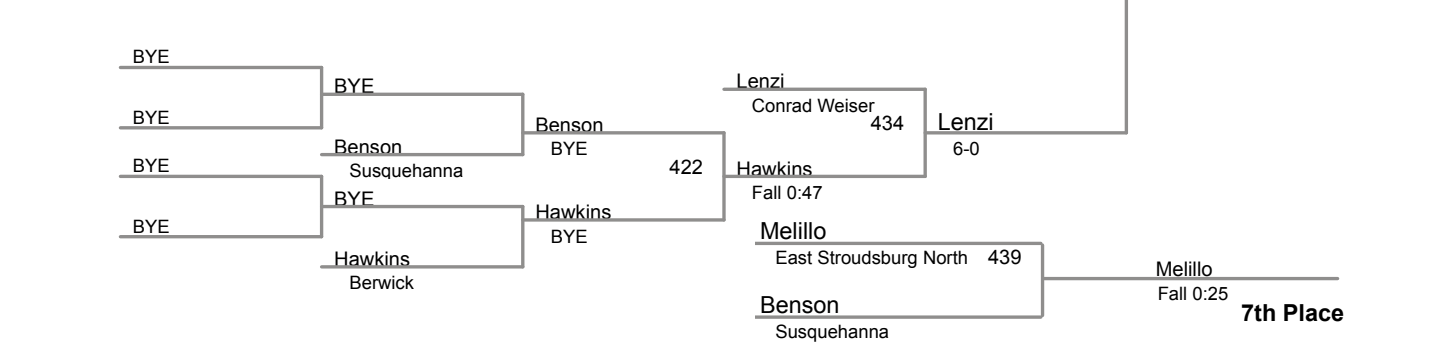 BYE
BYE
BYE
BYE
BYE
Benson
Susquehanna
BYE
Hawkins
Berwick
Benson
BYE
Hawkins
BYE
422
Lenzi
Conrad Weiser
434
Hawkins
Fall 0:47
Lenzi
6-0
Melillo
East Stroudsburg North 439
Benson
Susquehanna
Melillo
Fall 0:25
7th Place